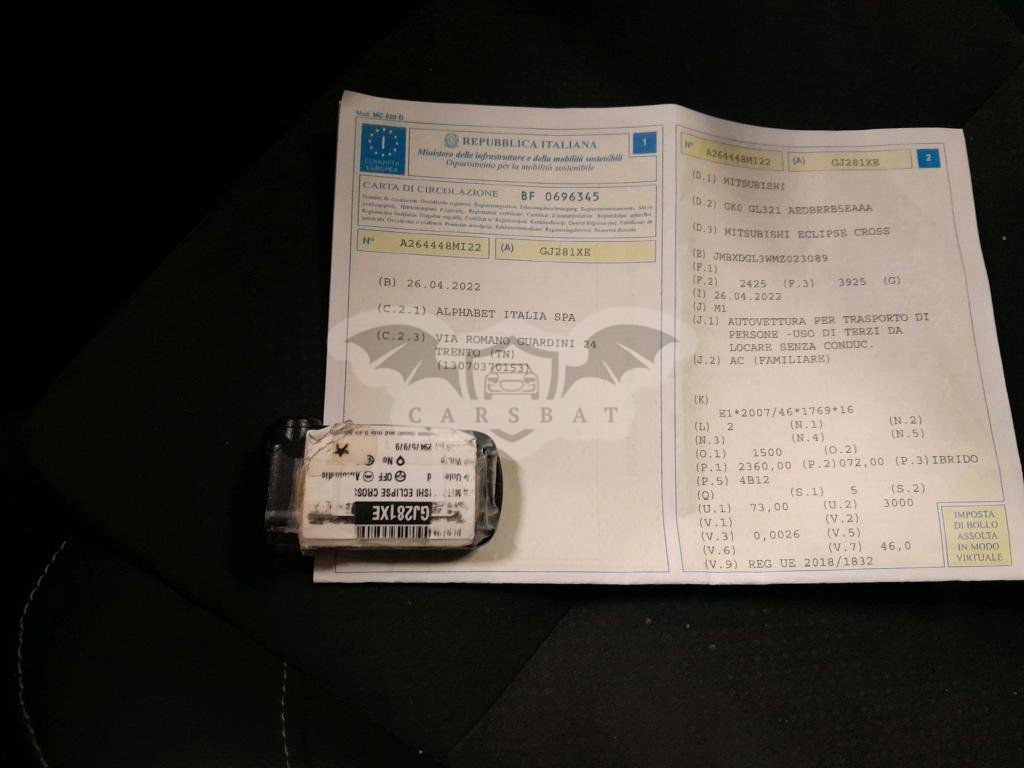 Mod. MC 820 D
I
COMUNITÀ
EUROPEA
REPUBBLICA ITALIANA
Ministero delle infrastrutture e della mobilità sostenibili
Dipartimento per la mobilità sostenibile
1
CARTA DI CIRCOLAZIONE BF 0696345
N° A264448MI22 (A) GJ281XE
(B) 26.04.2022
(C.2.1) ALPHABET ITALIA SPA
(C.2.3) VIA ROMANO GUARDINI 24
TRENTO (TN)
(13070370153)
N° A264448MI22 (A) GJ281XE 2
(D.1) MITSUBISHI
(D.2) GK0 GL321 AEDBRRB5EAAA
(D.3) MITSUBISHI ECLIPSE CROSS
(E) JMBXDGL3WMZ023089
(F.1)
(F.2) 2425 (F.3) 3925 (G)
(I) 26.04.2022
(J) M1
(J.1) AUTOVETTURA PER TRASPORTO DI
PERSONE -USO DI TERZI DA
LOCARE SENZA CONDUC.
(J.2) AC (FAMILIARE)
(K)
E1*2007/46*1769*16
(L) 2 (N.1) (N.2)
(N.3) (N.4) (N.5)
(O.1) 1500 (O.2)
(P.1) 2360,00 (P.2)072,00 (P.3)IBRIDO
(P.5) 4B12
(Q) (S.1) 5 (S.2)
(U.1) 73,00 (U.2) 3000
(V.1) (V.2)
(V.3) 0,0026 (V.5)
(V.6) (V.7) 46,0
(V.9) REG UE 2018/1832
IMPOSTA
DI BOLLO
ASSOLTA
IN MODO
VIRTUALE
CARSBAT
GJ281XE
ISHI ECLIPSE CROSS
OFF
No